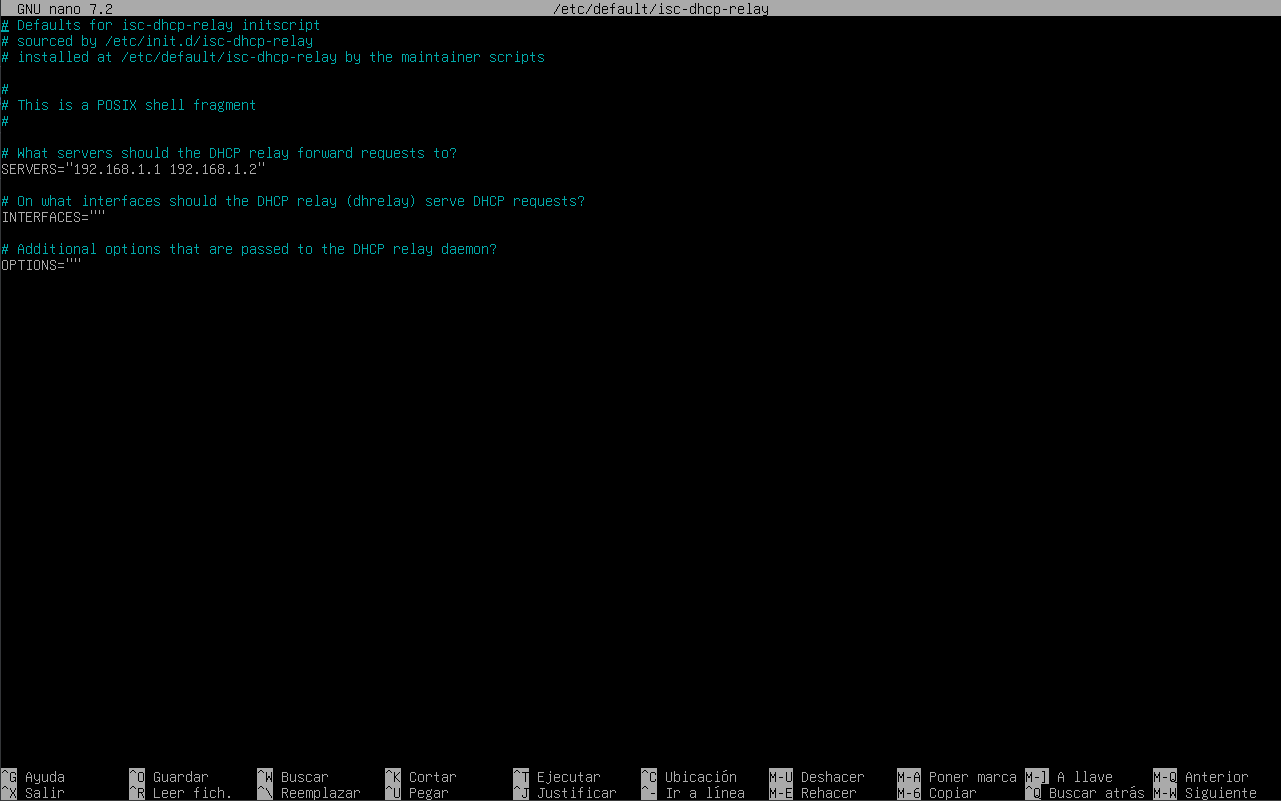 GNU nano 7.2 /etc/default/isc-dhcp-relay
# Defaults for isc-dhcp-relay initscript
# sourced by /etc/init.d/isc-dhcp-relay
# installed at /etc/default/isc-dhcp-relay by the maintainer scripts
#
# This is a POSIX shell fragment
#
# What servers should the DHCP relay forward requests to?
SERVERS="192.168.1.1 192.168.1.2"
# On what interfaces should the DHCP relay (dhrelay) serve DHCP requests?
INTERFACES=""
# Additional options that are passed to the DHCP relay daemon?
OPTIONS=""
^G Ayuda ^O Guardar ^W Buscar ^K Cortar ^T Ejecutar ^C Ubicación M-U Deshacer M-A Poner marca M-] A llave M-Q Anterior
^X Salir ^R Leer fich. ^\ Reemplazar ^U Pegar ^J Justificar ^- Ir a línea M-E Rehacer M-6 Copiar ^Q Buscar atrás M-W Siguiente